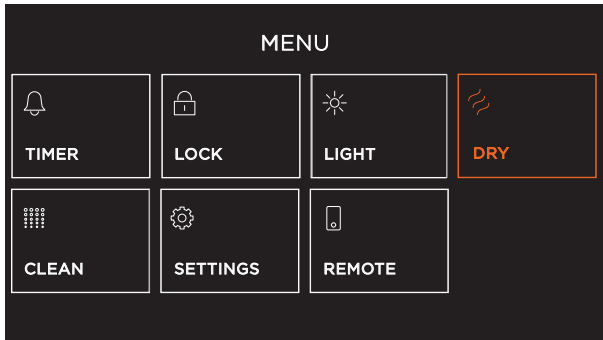 MENU
TIMER
LOCK
LIGHT
DRY
CLEAN
SETTINGS
REMOTE